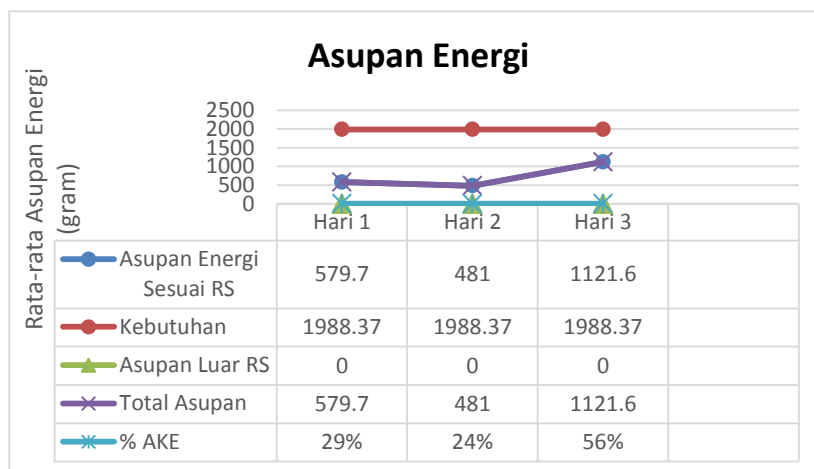 Asupan Energi
Rata-rata Asupan Energi
(gram)
2500
2000
1500
1000
500
0
Hari 1 Hari 2 Hari 3
Asupan Energi
Sesuai RS 579.7 481 1121.6
Kebutuhan 1988.37 1988.37 1988.37
Asupan Luar RS 0 0 0
Total Asupan 579.7 481 1121.6
% AKE 29% 24% 56%